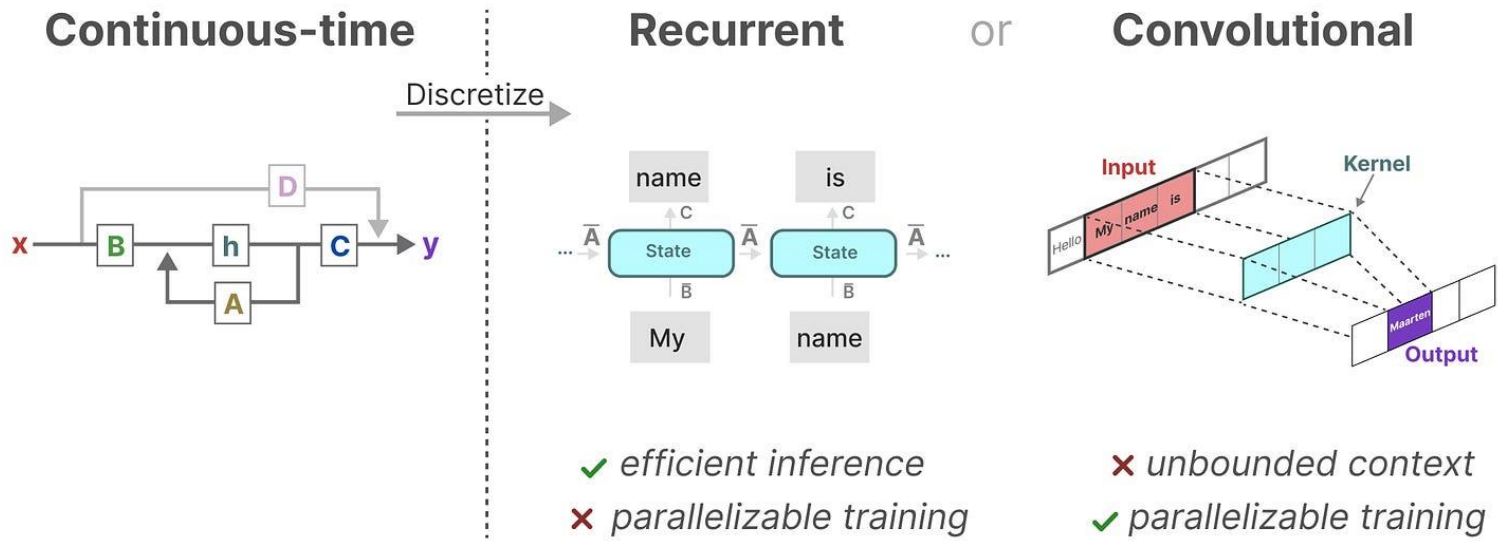 Continuous-time
Recurrent
or
Convolutional
Discretize
x
B
h
C
y
A
D
name
is
C
C
...
A̅
State
A̅
State
A̅
...
B̅
B̅
My
name
Input
Hello
My
name
is
Kernel
Maarten
Output
✓ efficient inference
✕ parallelizable training
✕ unbounded context
✓ parallelizable training